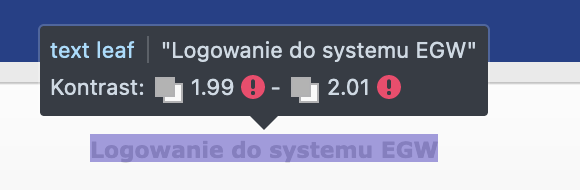 text leaf "Logowanie do systemu EGW"
Kontrast: 1.99 - 2.01
Logowanie do systemu EGW